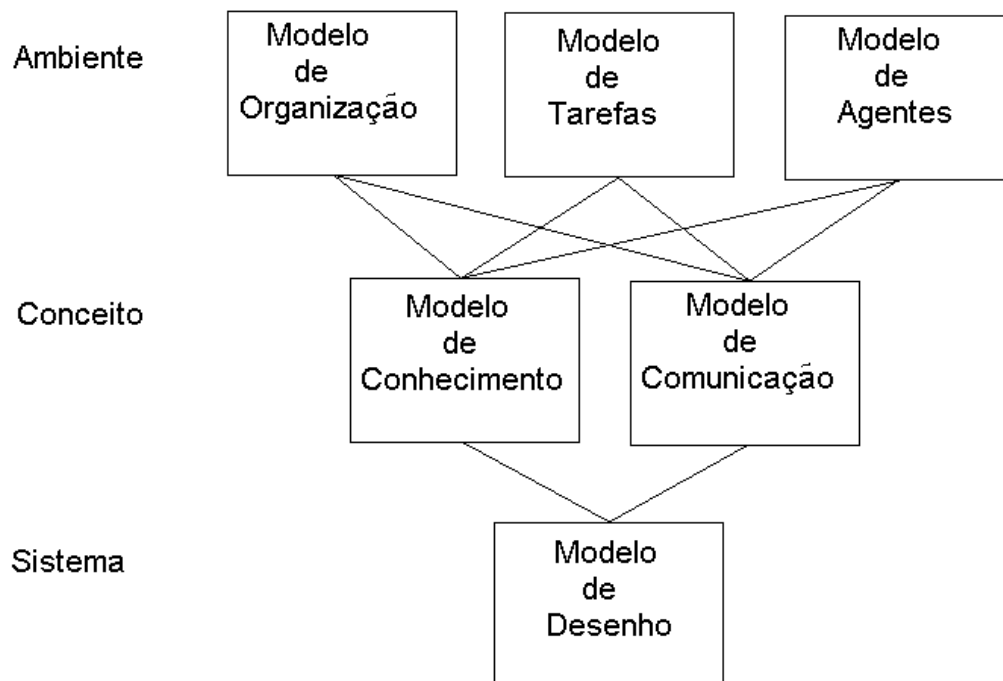 Ambiente
Modelo
de
Organização
Modelo
de
Tarefas
Modelo
de
Agentes
Conceito
Modelo
de
Conhecimento
Modelo
de
Comunicação
Sistema
Modelo
de
Desenho